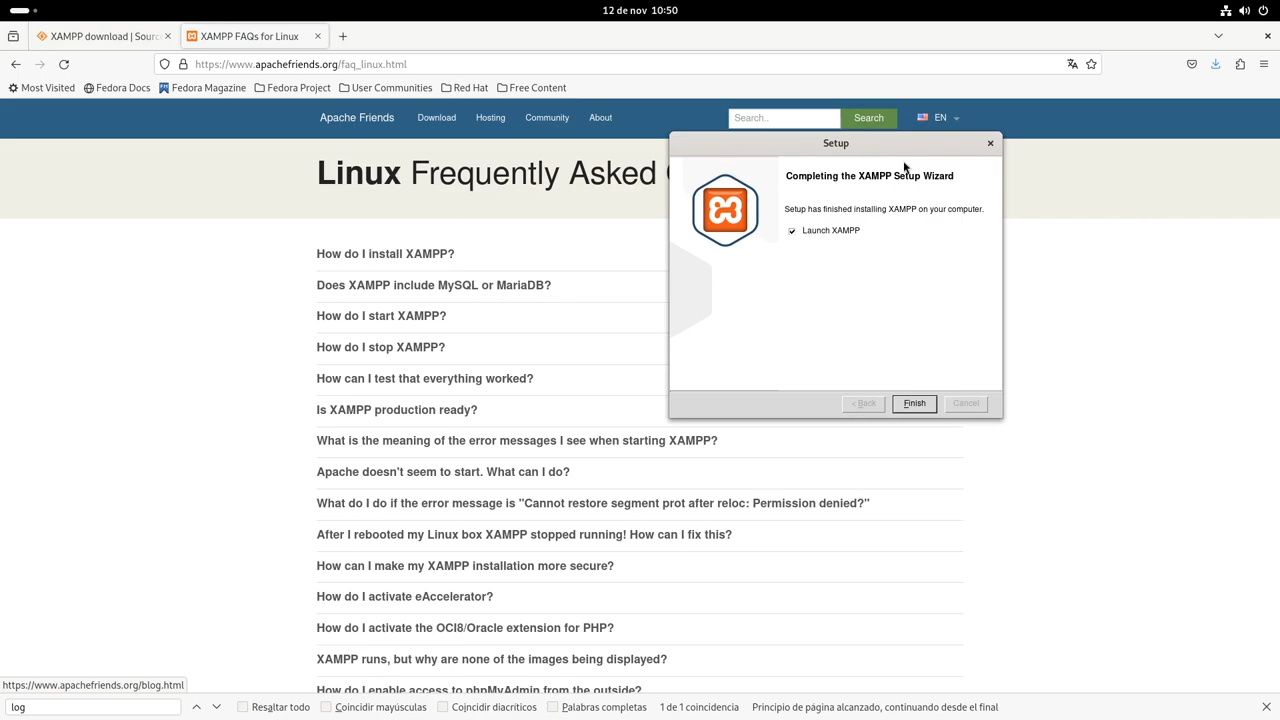 12 de nov 10:50
XAMPP download | Sourc
XAMPP FAQs for Linux
https://www.apachefriends.org/faq_linux.html
Most Visited
Fedora Docs
Fedora Magazine
Fedora Project
User Communities
Red Hat
Free Content
Apache Friends
Download
Hosting
Community
About
Search..
Search
EN
Linux Frequently Asked
Setup
Completing the XAMPP Setup Wizard
Setup has finished installing XAMPP on your computer.
Launch XAMPP
< Back
Finish
Cancel
How do I install XAMPP?
Does XAMPP include MySQL or MariaDB?
How do I start XAMPP?
How do I stop XAMPP?
How can I test that everything worked?
Is XAMPP production ready?
What is the meaning of the error messages I see when starting XAMPP?
Apache doesn't seem to start. What can I do?
What do I do if the error message is "Cannot restore segment prot after reloc: Permission denied?"
After I rebooted my Linux box XAMPP stopped running! How can I fix this?
How can I make my XAMPP installation more secure?
How do I activate eAccelerator?
How do I activate the OCI8/Oracle extension for PHP?
XAMPP runs, but why are none of the images being displayed?
How do I enable access to phpMyAdmin from the outside?
https://www.apachefriends.org/blog.html
log
Resaltar todo
Coincidir mayúsculas
Coincidir diacríticos
Palabras completas
1 de 1 coincidencia
Principio de página alcanzado, continuando desde el final